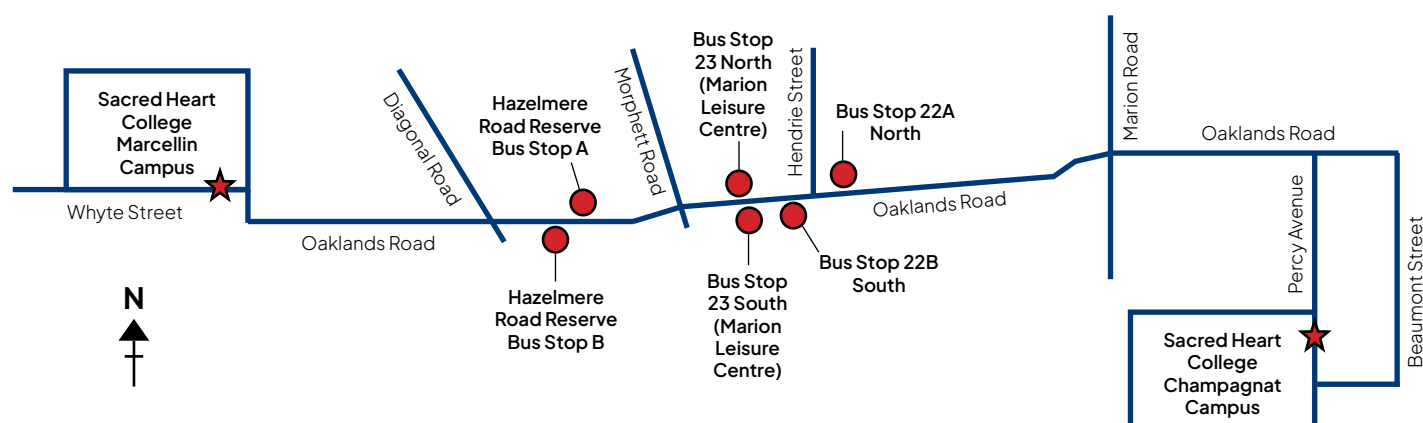 Sacred Heart
College
Marcellin
Campus
Whyte Street
Oaklands Road
Diagonal Road
Hazelmere
Road Reserve
Bus Stop A
Hazelmere
Road Reserve
Bus Stop B
Morphett Road
Bus Stop
23 North
(Marion
Leisure
Centre)
Bus Stop
23 South
(Marion
Leisure
Centre)
Hendrie Street
Bus Stop 22A
North
Bus Stop 22B
South
Oaklands Road
Marion Road
Oaklands Road
Percy Avenue
Beaumont Street
Sacred Heart
College
Champagnat
Campus
N